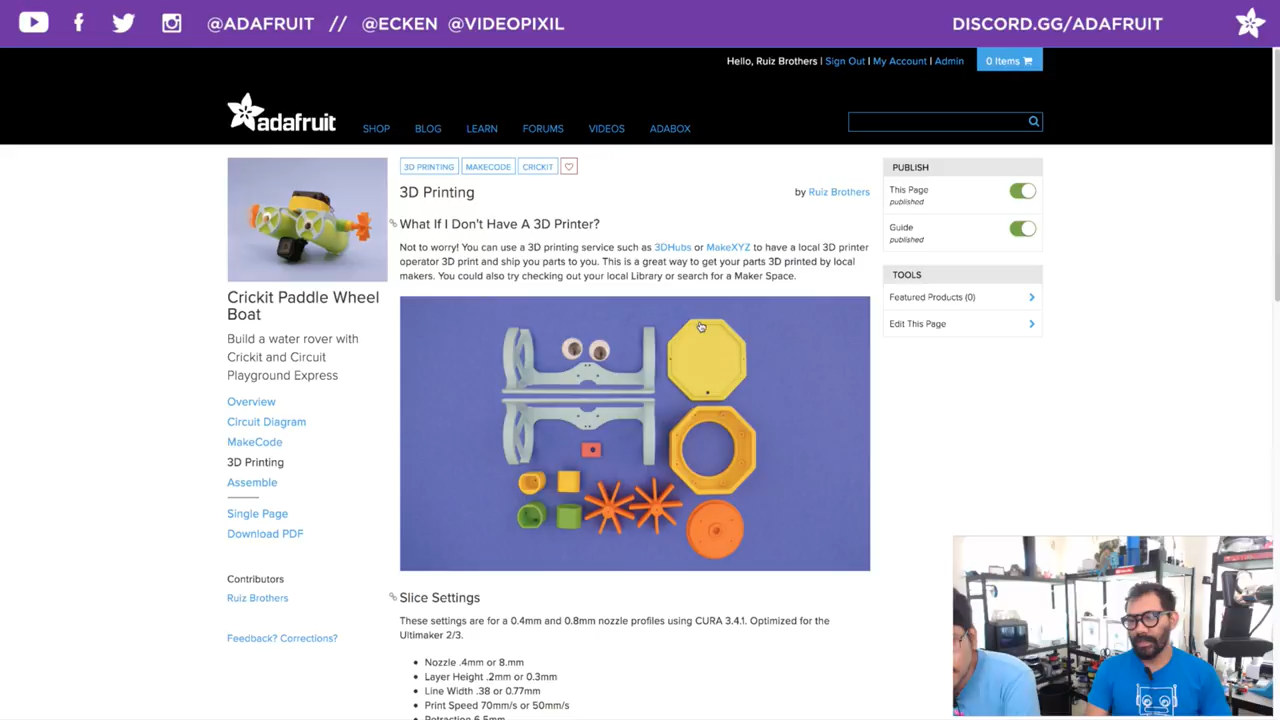 @ADAFRUIT // @ECKEN @VIDEOPIXIL
DISCORD.GG/ADAFRUIT
Hello, Ruiz Brothers | Sign Out | My Account | Admin
0 Items
adafruit
SHOP
BLOG
LEARN
FORUMS
VIDEOS
ADABOX
3D PRINTING
MAKECODE
CRICKIT
3D Printing
by Ruiz Brothers
What If I Don't Have A 3D Printer?
Not to worry! You can use a 3D printing service such as 3DHubs or MakeXYZ to have a local 3D printer
operator 3D print and ship you parts to you. This is a great way to get your parts 3D printed by local
makers. You could also try checking out your local Library or search for a Maker Space.
Crickit Paddle Wheel
Boat
Build a water rover with
Crickit and Circuit
Playground Express
Overview
Circuit Diagram
MakeCode
3D Printing
Assemble
Single Page
Download PDF
Contributors
Ruiz Brothers
Feedback? Corrections?
Slice Settings
These settings are for a 0.4mm and 0.8mm nozzle profiles using CURA 3.4.1. Optimized for the
Ultimaker 2/3.
Nozzle .4mm or 8.mm
Layer Height .2mm or 0.3mm
Line Width .38 or 0.77mm
Print Speed 70mm/s or 50mm/s
Retraction 6.5mm
PUBLISH
This Page
published
Guide
published
TOOLS
Featured Products (0)
Edit This Page